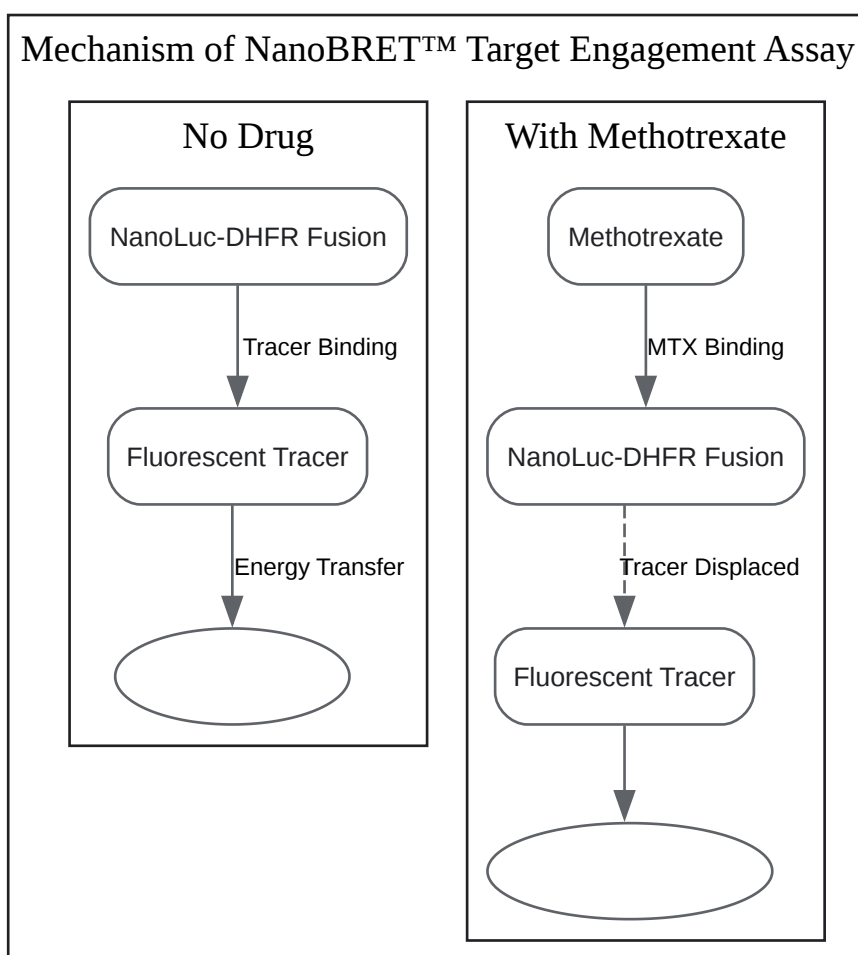 Mechanism of NanoBRET™ Target Engagement Assay
No Drug
NanoLuc-DHFR Fusion
Tracer Binding
Fluorescent Tracer
Energy Transfer
With Methotrexate
Methotrexate
MTX Binding
NanoLuc-DHFR Fusion
Tracer Displaced
Fluorescent Tracer